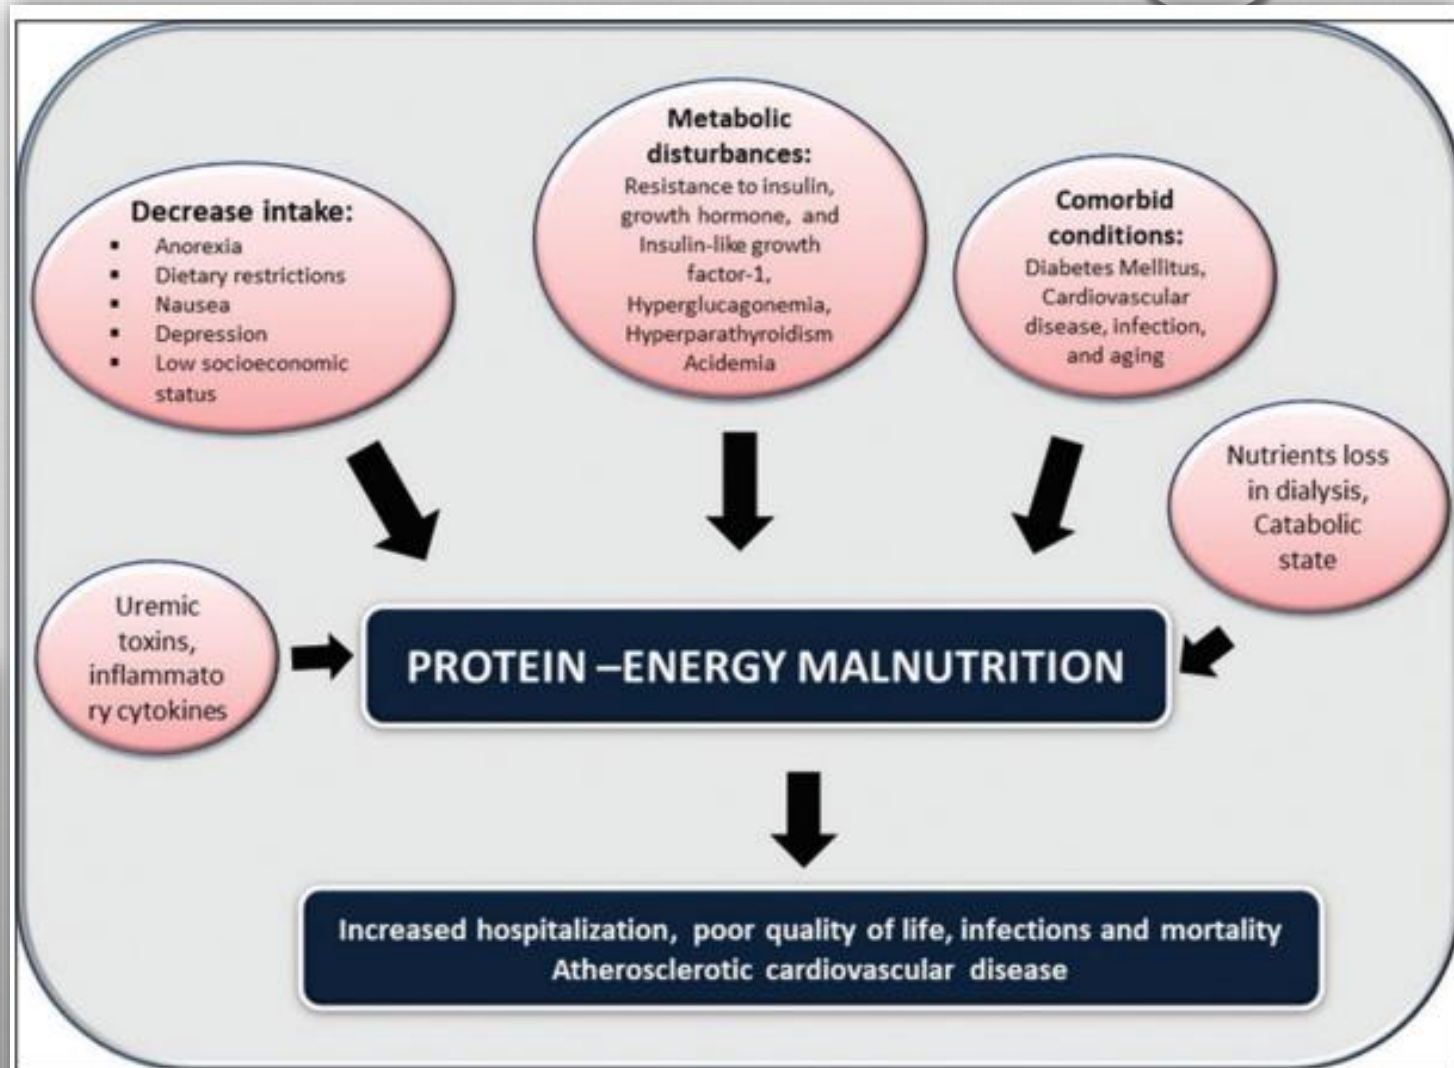 Metabolic
disturbances:
Resistance to insulin,
growth hormone, and
Insulin-like growth
factor-1,
Hyperglucagonemia,
Hyperparathyroidism
Acidemia
Decrease intake:
▪ Anorexia
▪ Dietary restrictions
▪ Nausea
▪ Depression
▪ Low socioeconomic
status
Comorbid
conditions:
Diabetes Mellitus,
Cardiovascular
disease, infection,
and aging
Nutrients loss
in dialysis,
Catabolic
state
Uremic
toxins,
inflammato
ry cytokines
PROTEIN –ENERGY MALNUTRITION
Increased hospitalization, poor quality of life, infections and mortality
Atherosclerotic cardiovascular disease